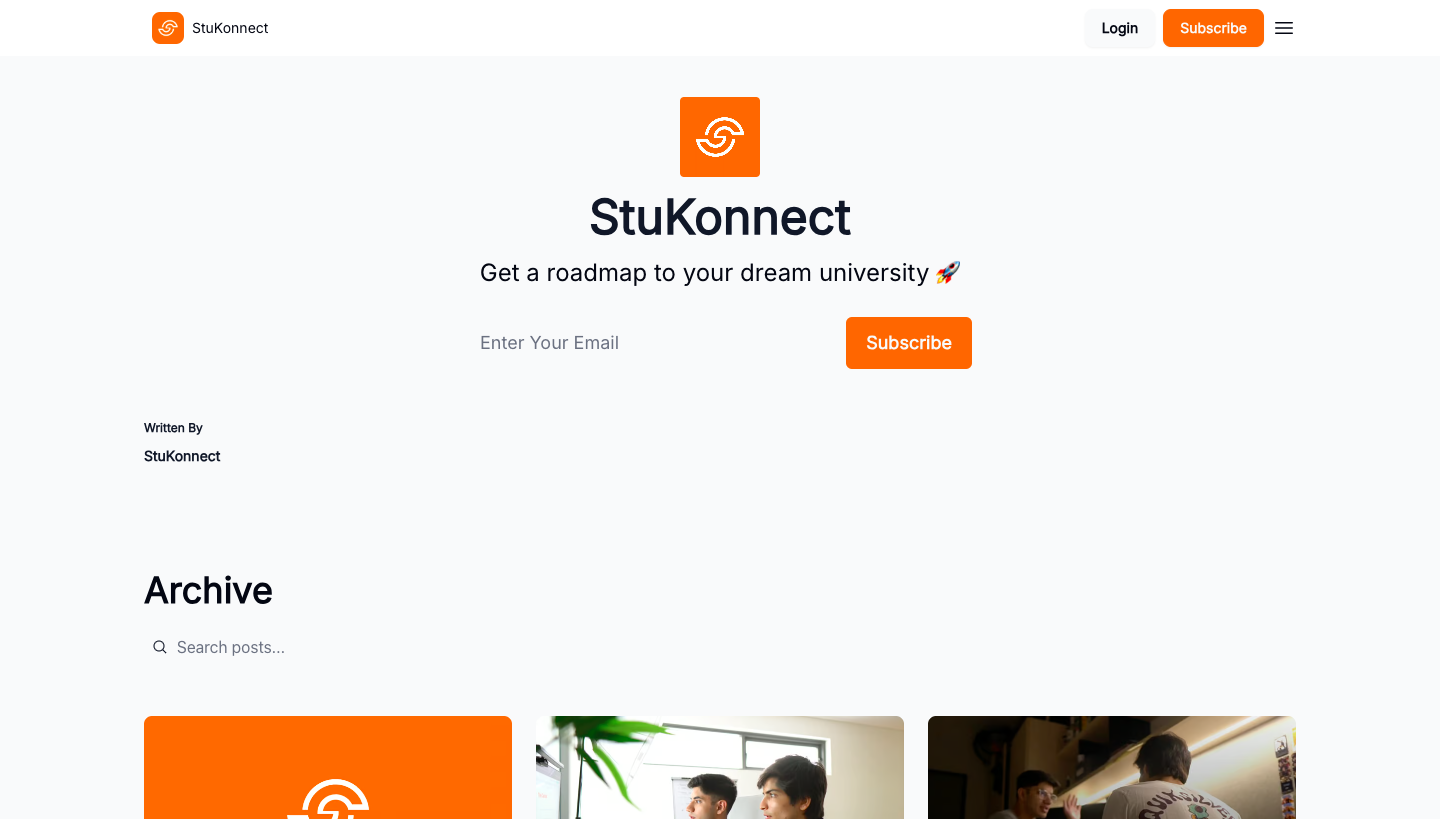 StuKonnect
Login
Subscribe
StuKonnect
Get a roadmap to your dream university 🚀
Enter Your Email
Subscribe
Written By
StuKonnect
Archive
Search posts...
QUIKSILVER